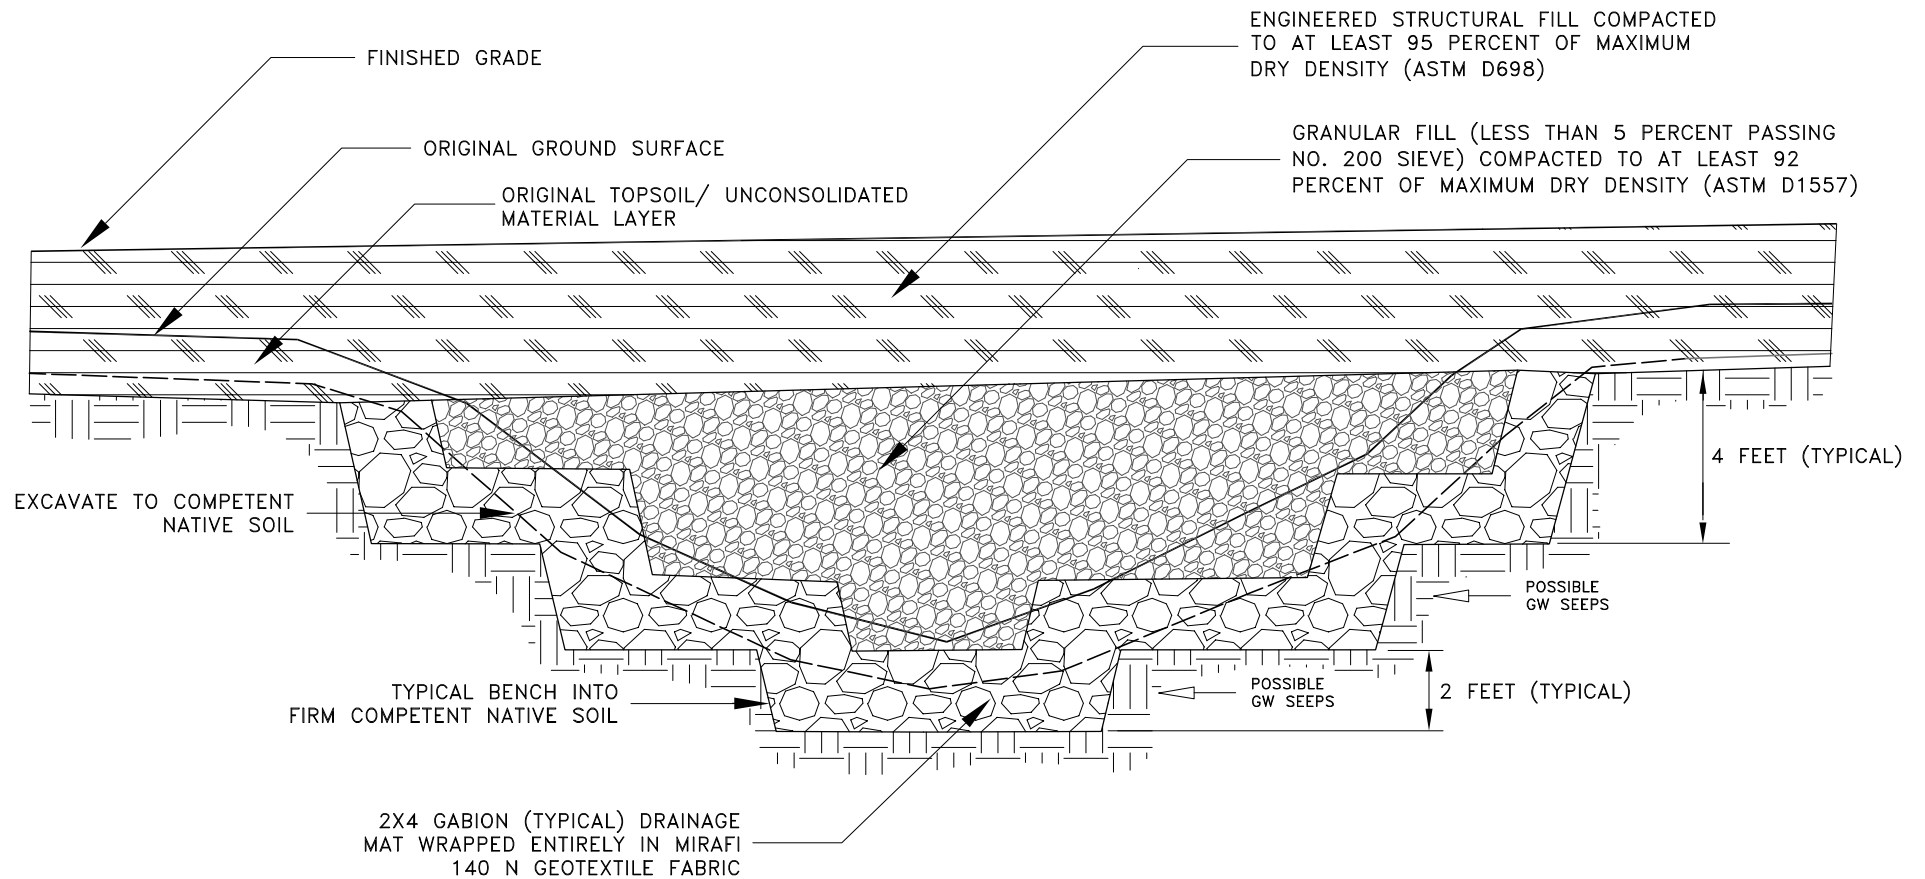 ENGINEERED STRUCTURAL FILL COMPACTED
TO AT LEAST 95 PERCENT OF MAXIMUM
DRY DENSITY (ASTM D698)
FINISHED GRADE
GRANULAR FILL (LESS THAN 5 PERCENT PASSING
NO. 200 SIEVE) COMPACTED TO AT LEAST 92
PERCENT OF MAXIMUM DRY DENSITY (ASTM D1557)
ORIGINAL GROUND SURFACE
ORIGINAL TOPSOIL/ UNCONSOLIDATED
MATERIAL LAYER
4 FEET (TYPICAL)
EXCAVATE TO COMPETENT
NATIVE SOIL
POSSIBLE
GW SEEPS
POSSIBLE
GW SEEPS
2 FEET (TYPICAL)
TYPICAL BENCH INTO
FIRM COMPETENT NATIVE SOIL
2X4 GABION (TYPICAL) DRAINAGE
MAT WRAPPED ENTIRELY IN MIRAFI
140 N GEOTEXTILE FABRIC